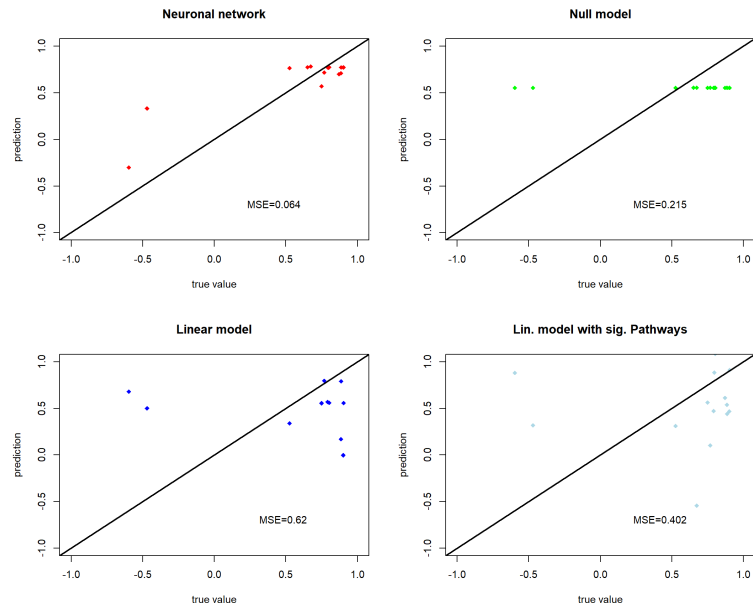 Neuronal network
1.0
0.5
0.0
-0.5
-1.0
prediction
MSE=0.064
-1.0 -0.5 0.0 0.5 1.0
true value
Null model
1.0
0.5
0.0
-0.5
-1.0
prediction
MSE=0.215
-1.0 -0.5 0.0 0.5 1.0
true value
Linear model
1.0
0.5
0.0
-0.5
-1.0
prediction
MSE=0.62
-1.0 -0.5 0.0 0.5 1.0
true value
Lin. model with sig. Pathways
1.0
0.5
0.0
-0.5
-1.0
prediction
MSE=0.402
-1.0 -0.5 0.0 0.5 1.0
true value